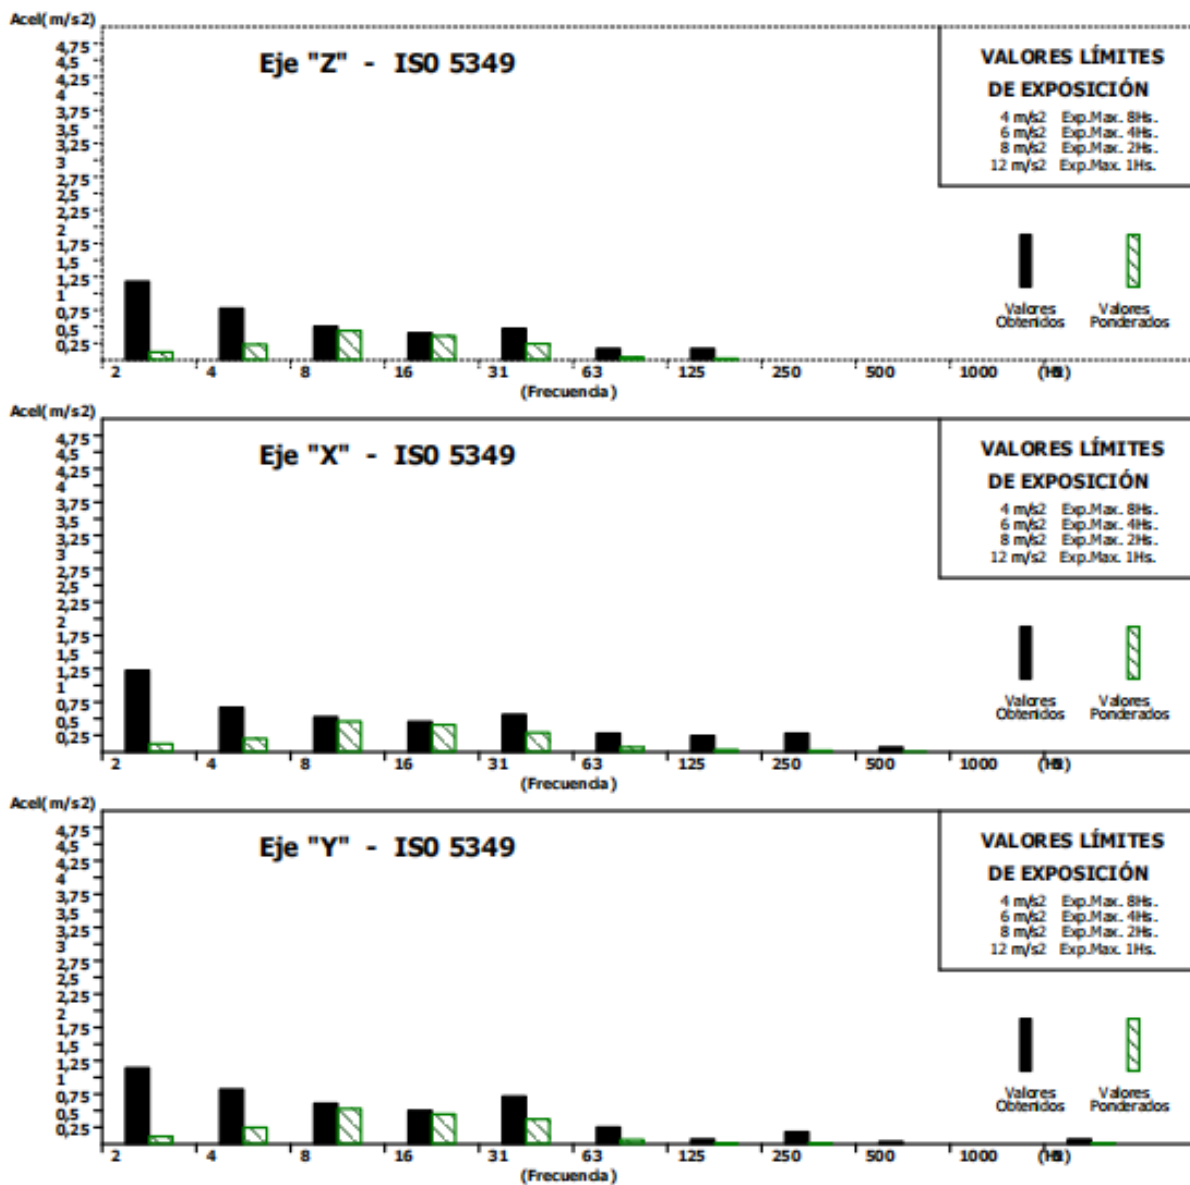 Acel(m/s2)
Eje "Z" - ISO 5349
4,75
4,5
4,25
4
3,75
3,5
3,25
3
2,75
2,5
2,25
2
1,75
1,5
1,25
1
0,75
0,5
0,25
VALORES LÍMITES
DE EXPOSICIÓN
4 m/s2 Exp.Max. 8Hs.
6 m/s2 Exp.Max. 4Hs.
8 m/s2 Exp.Max. 2Hs.
12 m/s2 Exp.Max. 1Hs.
Valores Obtenidos
Valores Ponderados
2 4 8 16 31 63 125 250 500 1000
(Frecuencia)
Acel(m/s2)
Eje "X" - ISO 5349
4,75
4,5
4,25
4
3,75
3,5
3,25
3
2,75
2,5
2,25
2
1,75
1,5
1,25
1
0,75
0,5
0,25
VALORES LÍMITES
DE EXPOSICIÓN
4 m/s2 Exp.Max. 8Hs.
6 m/s2 Exp.Max. 4Hs.
8 m/s2 Exp.Max. 2Hs.
12 m/s2 Exp.Max. 1Hs.
Valores Obtenidos
Valores Ponderados
2 4 8 16 31 63 125 250 500 1000
(Frecuencia)
Acel(m/s2)
Eje "Y" - ISO 5349
4,75
4,5
4,25
4
3,75
3,5
3,25
3
2,75
2,5
2,25
2
1,75
1,5
1,25
1
0,75
0,5
0,25
VALORES LÍMITES
DE EXPOSICIÓN
4 m/s2 Exp.Max. 8Hs.
6 m/s2 Exp.Max. 4Hs.
8 m/s2 Exp.Max. 2Hs.
12 m/s2 Exp.Max. 1Hs.
Valores Obtenidos
Valores Ponderados
2 4 8 16 31 63 125 250 500 1000
(Frecuencia)